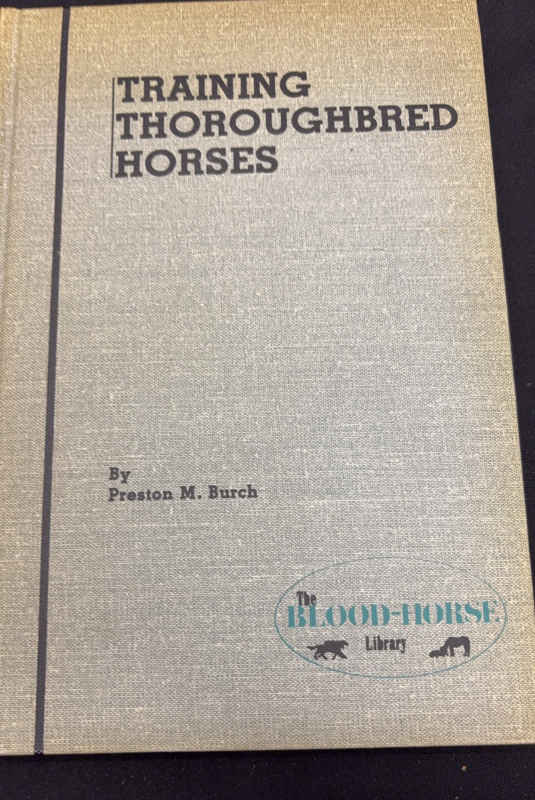 TRAINING
THOROUGHBRED
HORSES
By
Preston M. Burch
The
BLOOD-HORSE
Library